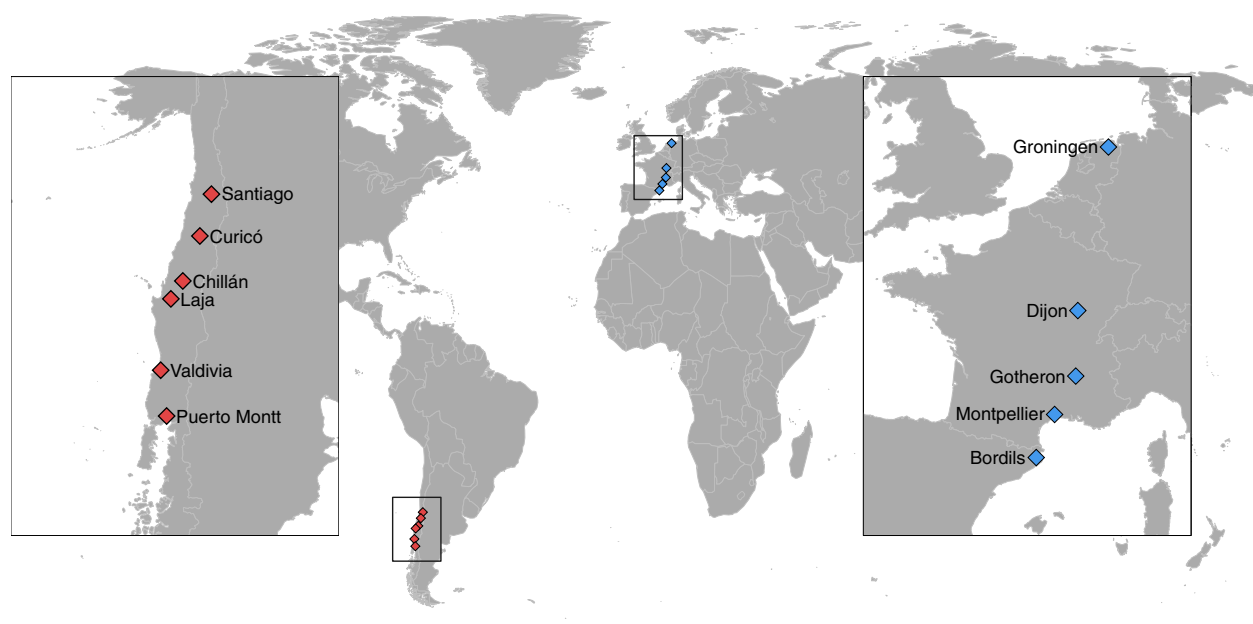 Santiago
Curicó
Chillán
Laja
Valdivia
Puerto Montt
Groningen
Dijon
Gotheron
Montpellier
Bordils